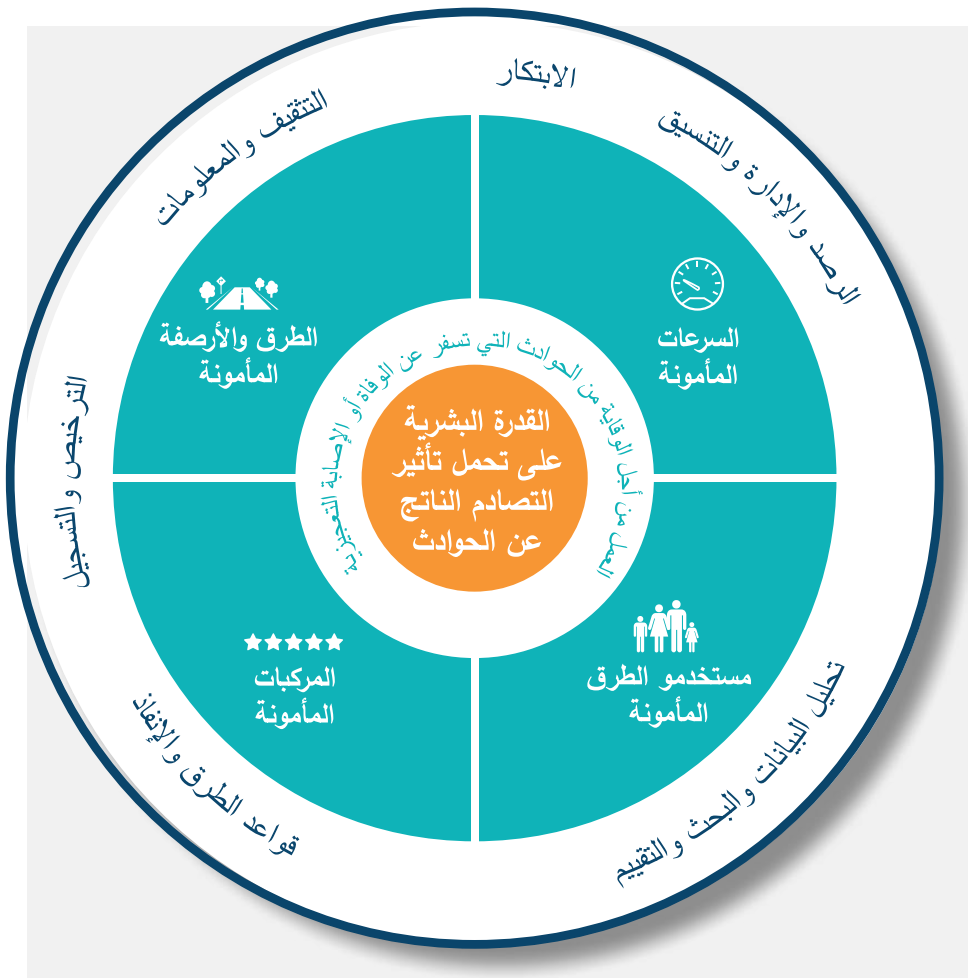 الابتكار
الرصد والإدارة والتنسيق
تحليل البيانات والبحث والتقييم
قواعد الطرق والإنفاذ
الترخيص والتسجيل
التثقيف والمعلومات
السرعات
المأمونة
الطرق والأرصفة
المأمونة
مستخدمو الطرق
المأمونة
المركبات
المأمونة
العمل من أجل الوقاية من الحوادث التي تسفر عن الوفاة أو الإصابة التعجيزية
القدرة البشرية
على تحمل تأثير
التصادم الناتج
عن الحوادث